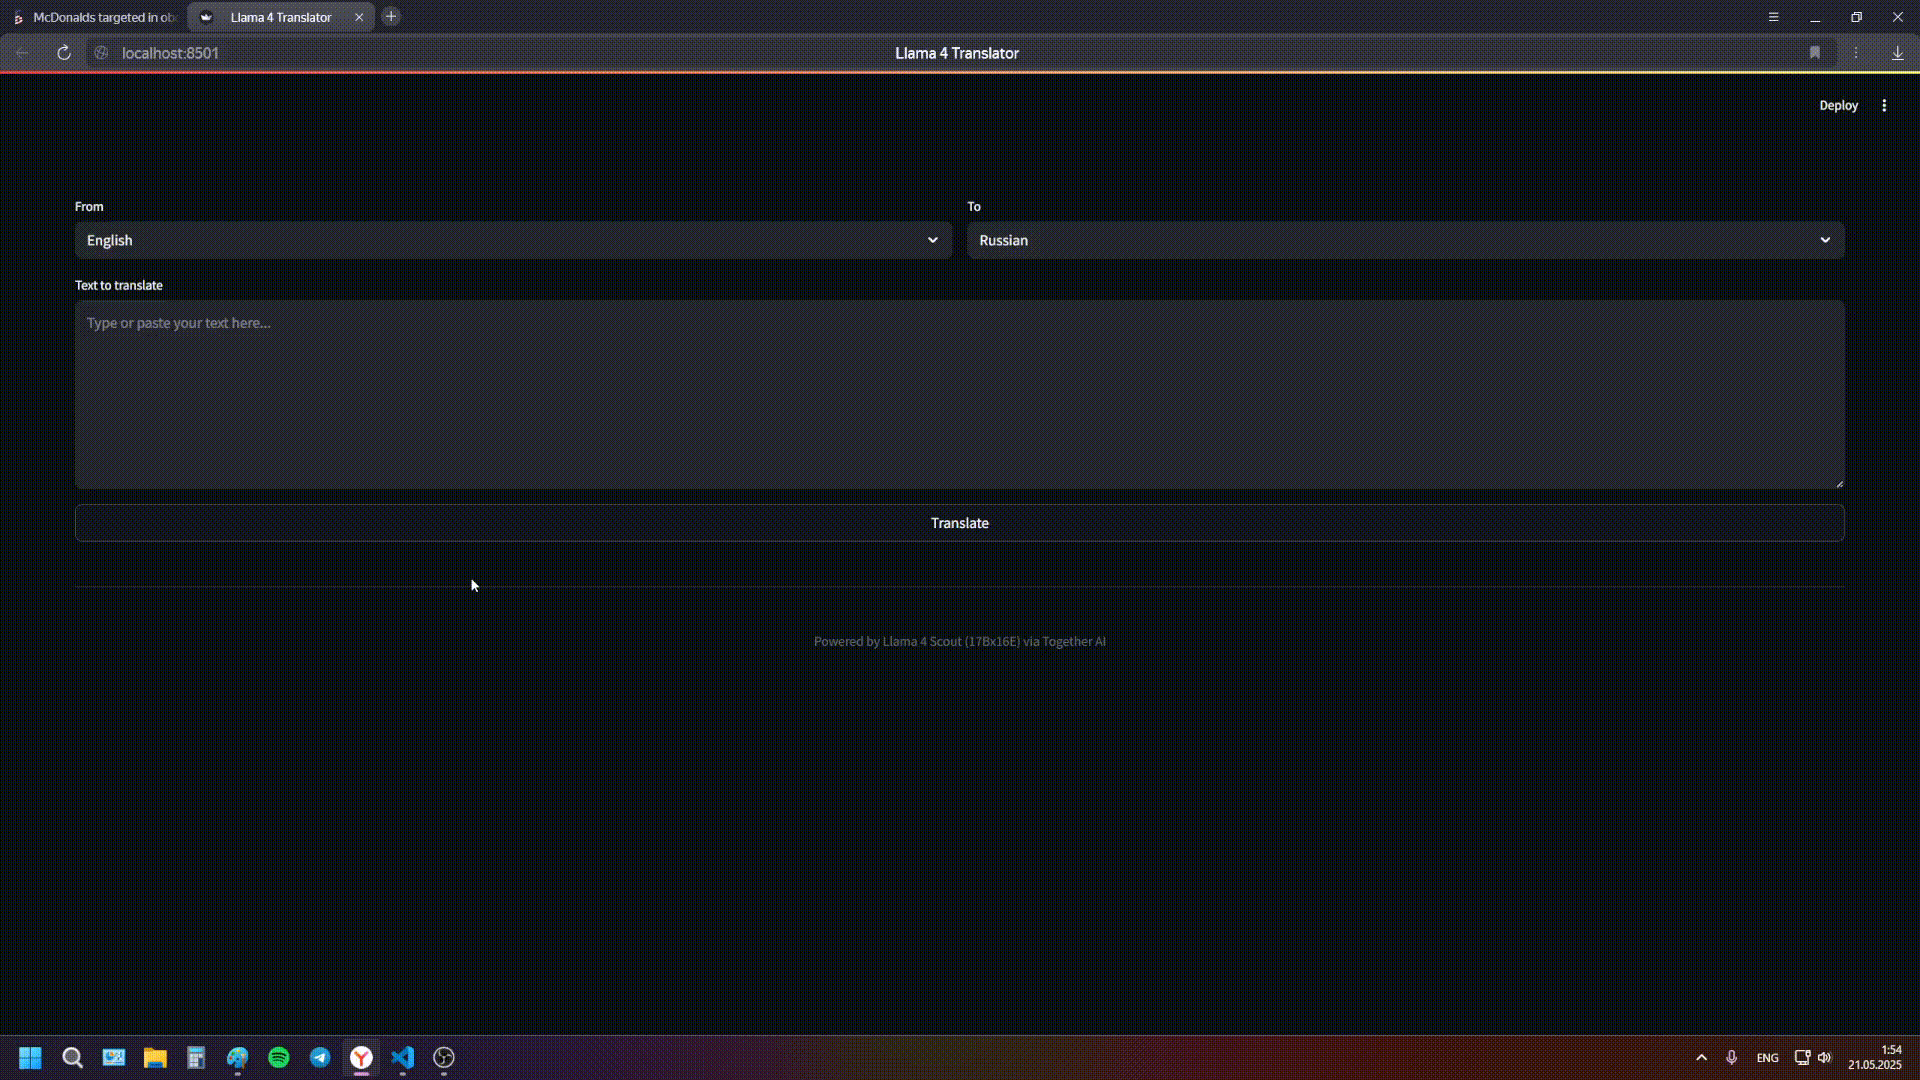 McDonalds targeted in ob
Llama 4 Translator
localhost:8501
Llama 4 Translator
Deploy
From
To
English
Russian
Text to translate
Type or paste your text here...
Translate
Powered by Llama 4 Scout (17Bx16E) via Together AI
ENG
1:54
21.05.2025